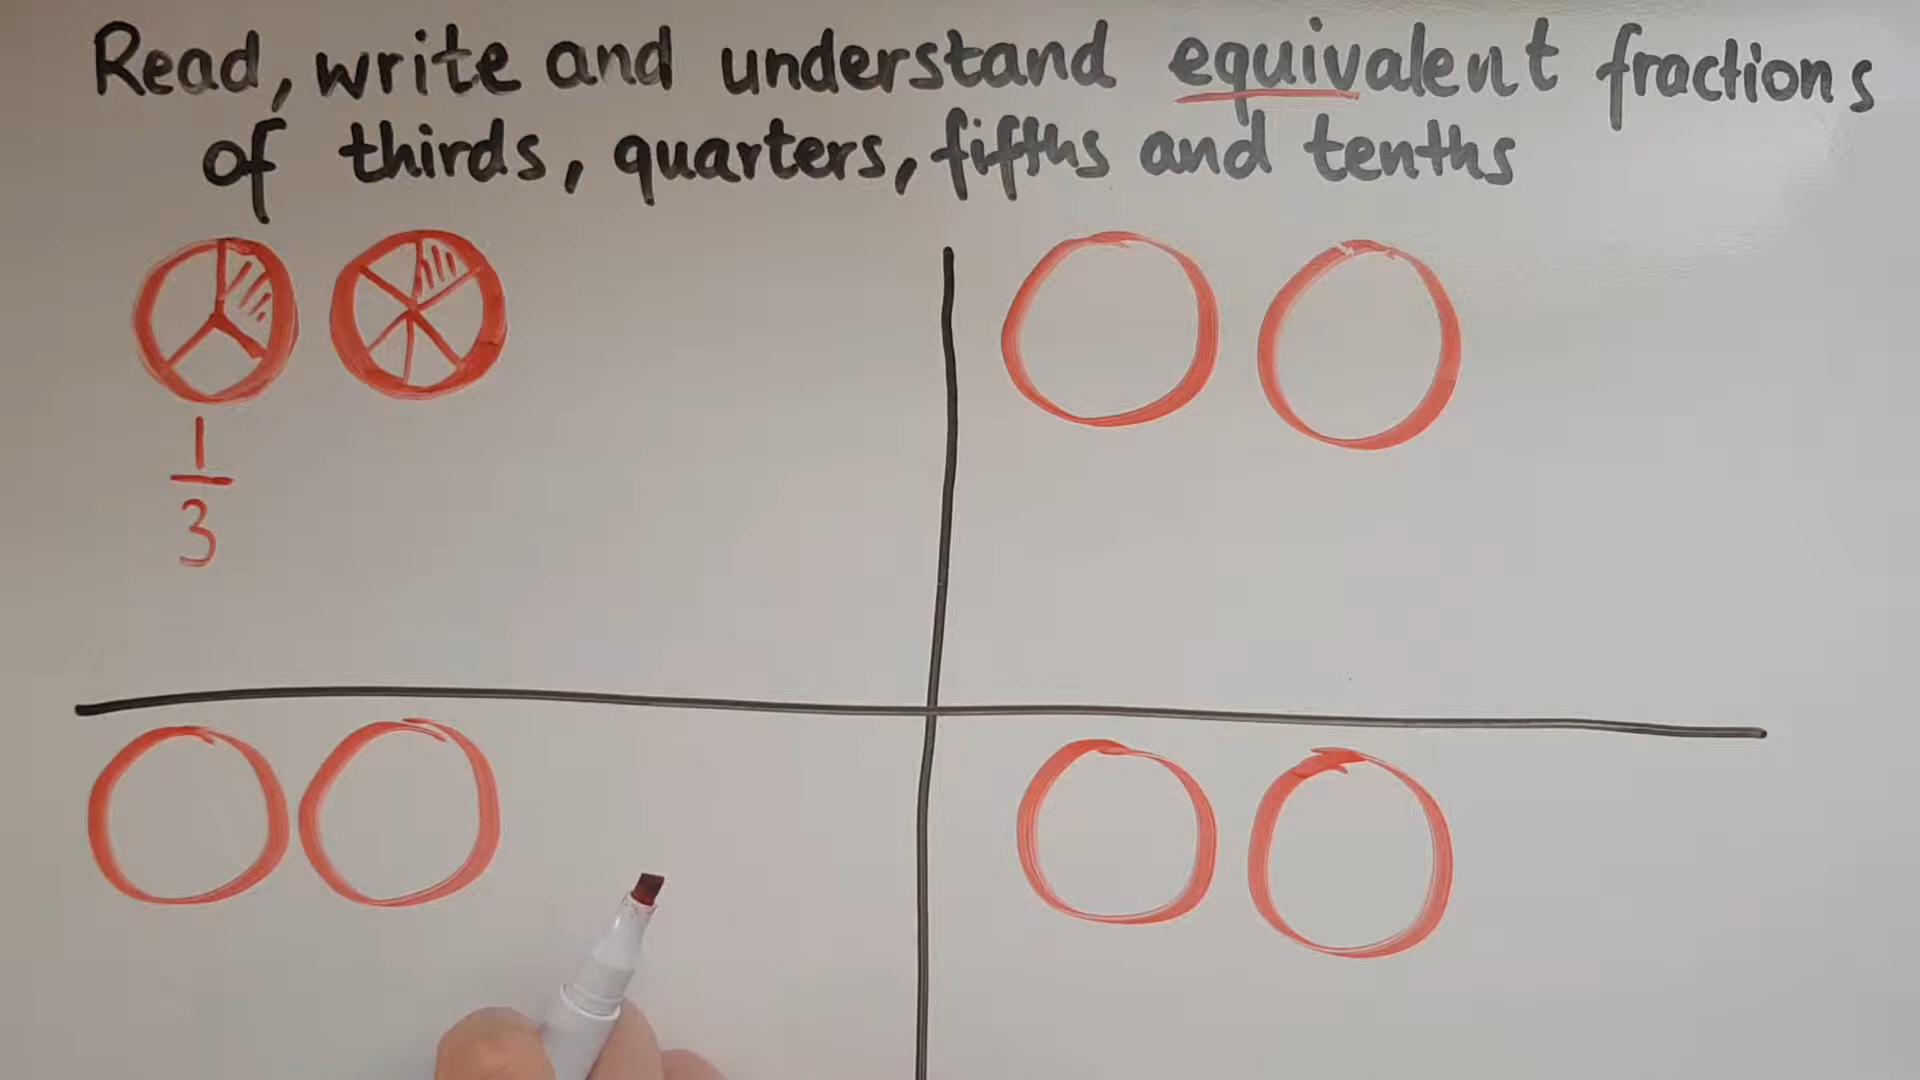 Read, write and understand equivalent fractions
of thirds, quarters, fifths and tenths
1
3